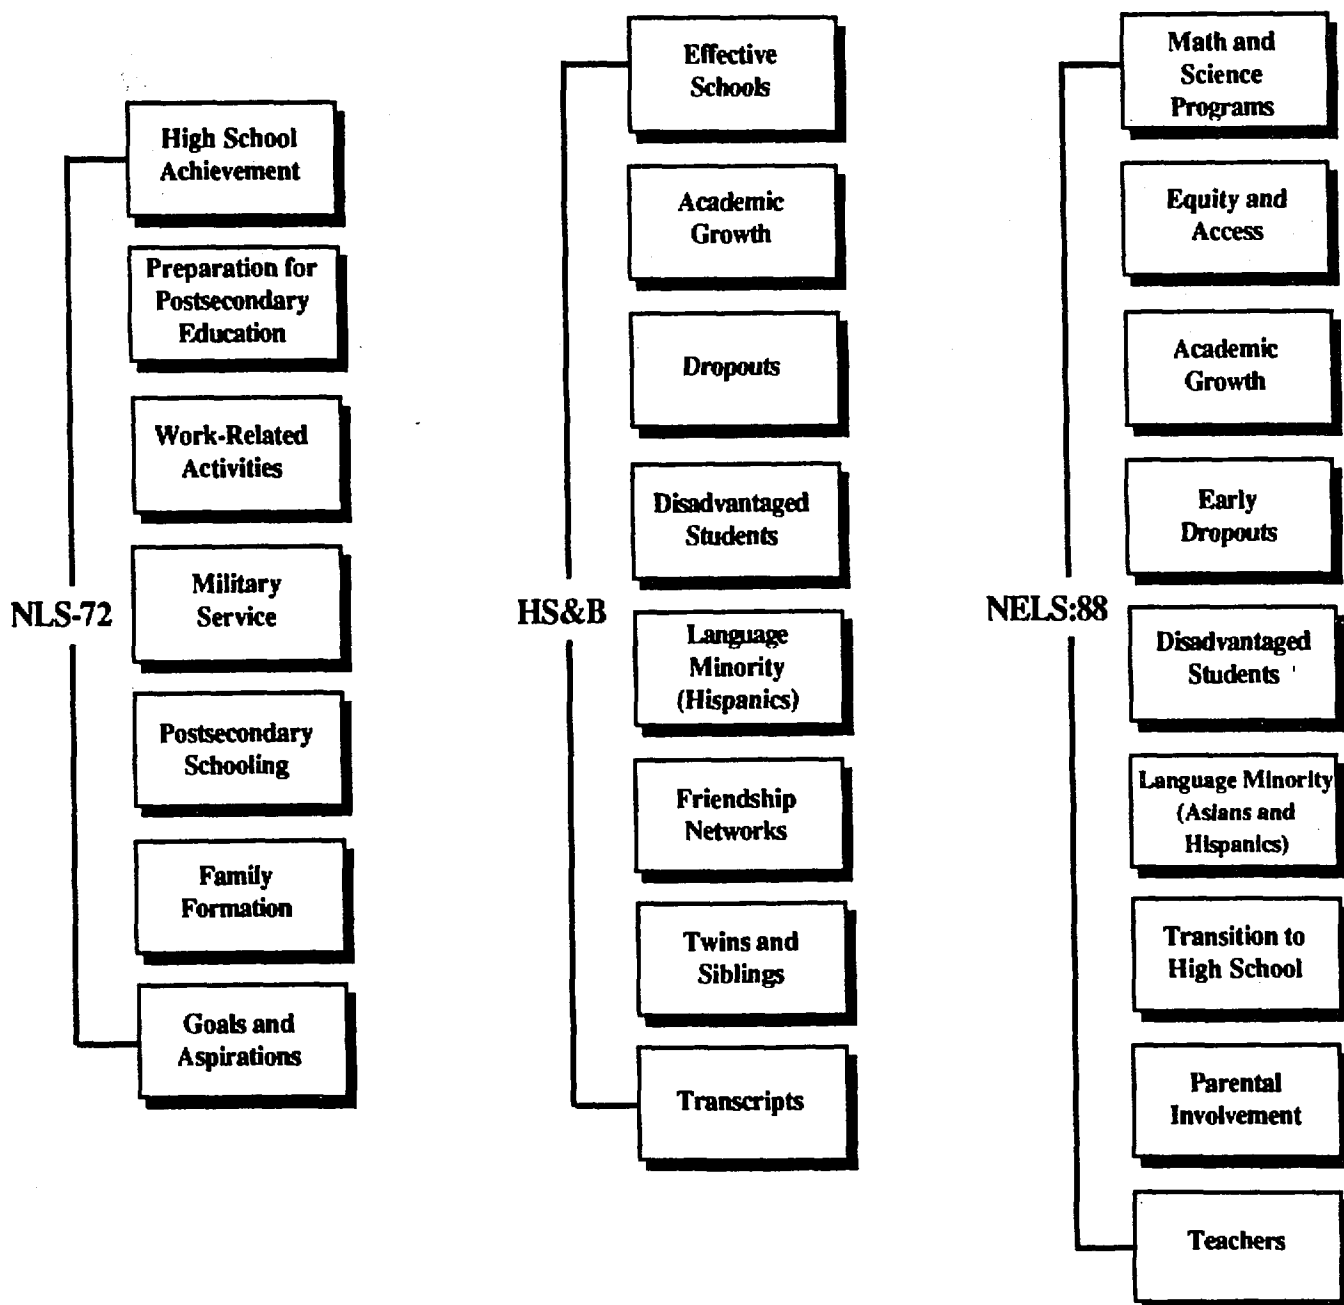 NLS-72
High School
Achievement
Preparation for
Postsecondary
Education
Work-Related
Activities
Military
Service
Postsecondary
Schooling
Family
Formation
Goals and
Aspirations
HS&B
Effective
Schools
Academic
Growth
Dropouts
Disadvantaged
Students
Language
Minority
(Hispanics)
Friendship
Networks
Twins and
Siblings
Transcripts
NELS:88
Math and
Science
Programs
Equity and
Access
Academic
Growth
Early
Dropouts
Disadvantaged
Students
Language Minority
(Asians and
Hispanics)
Transition to
High School
Parental
Involvement
Teachers